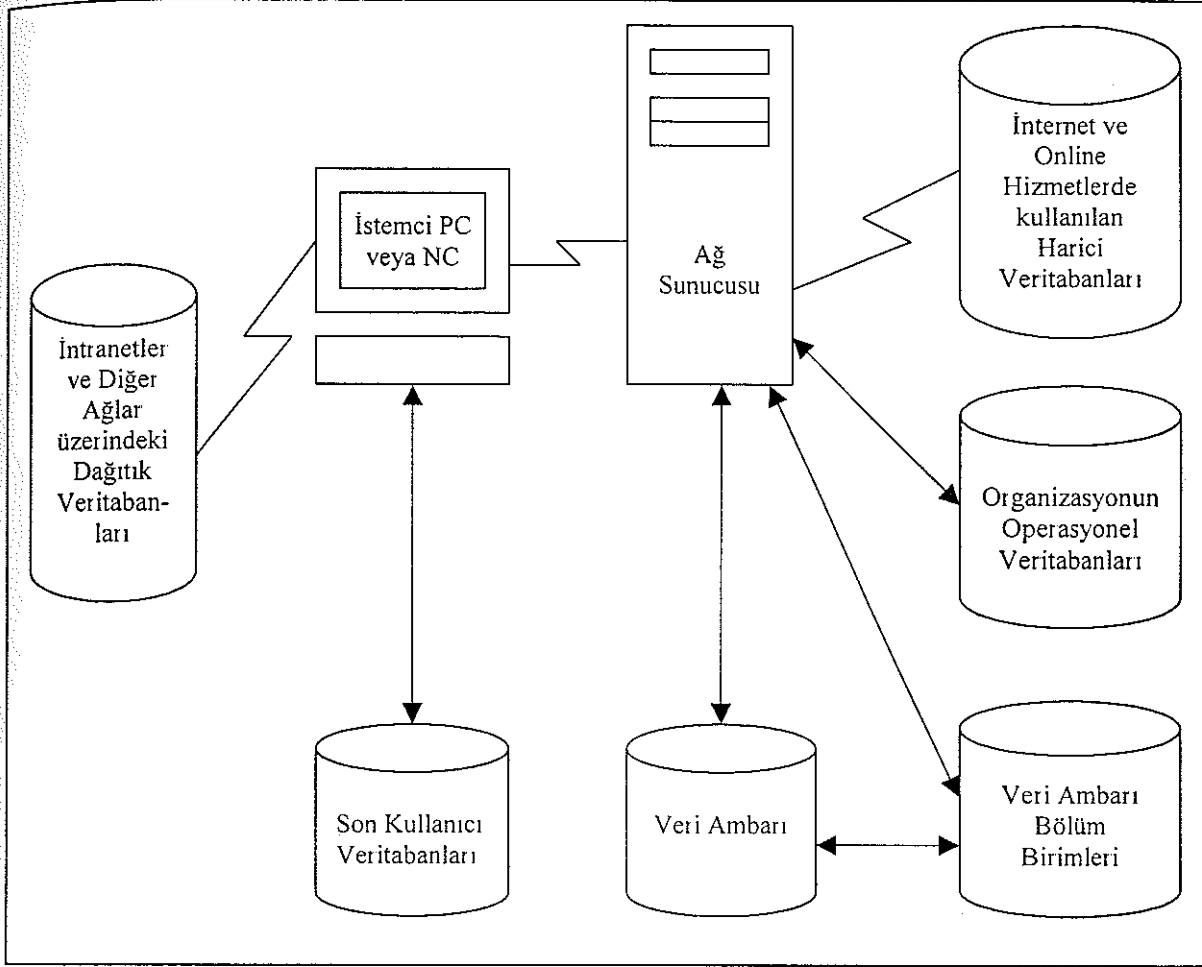 İnternet ve
Online
Hizmetlerde
kullanılan
Harici
Veritabanları
İstemci PC
veya NC
Ağ
Sunucusu
İntranetler
ve Diğer
Ağlar
üzerindeki
Dağıtık
Veritaban-
ları
Organizasyonun
Operasyonel
Veritabanları
Son Kullanıcı
Veritabanları
Veri Ambarı
Veri Ambarı
Bölüm
Birimleri